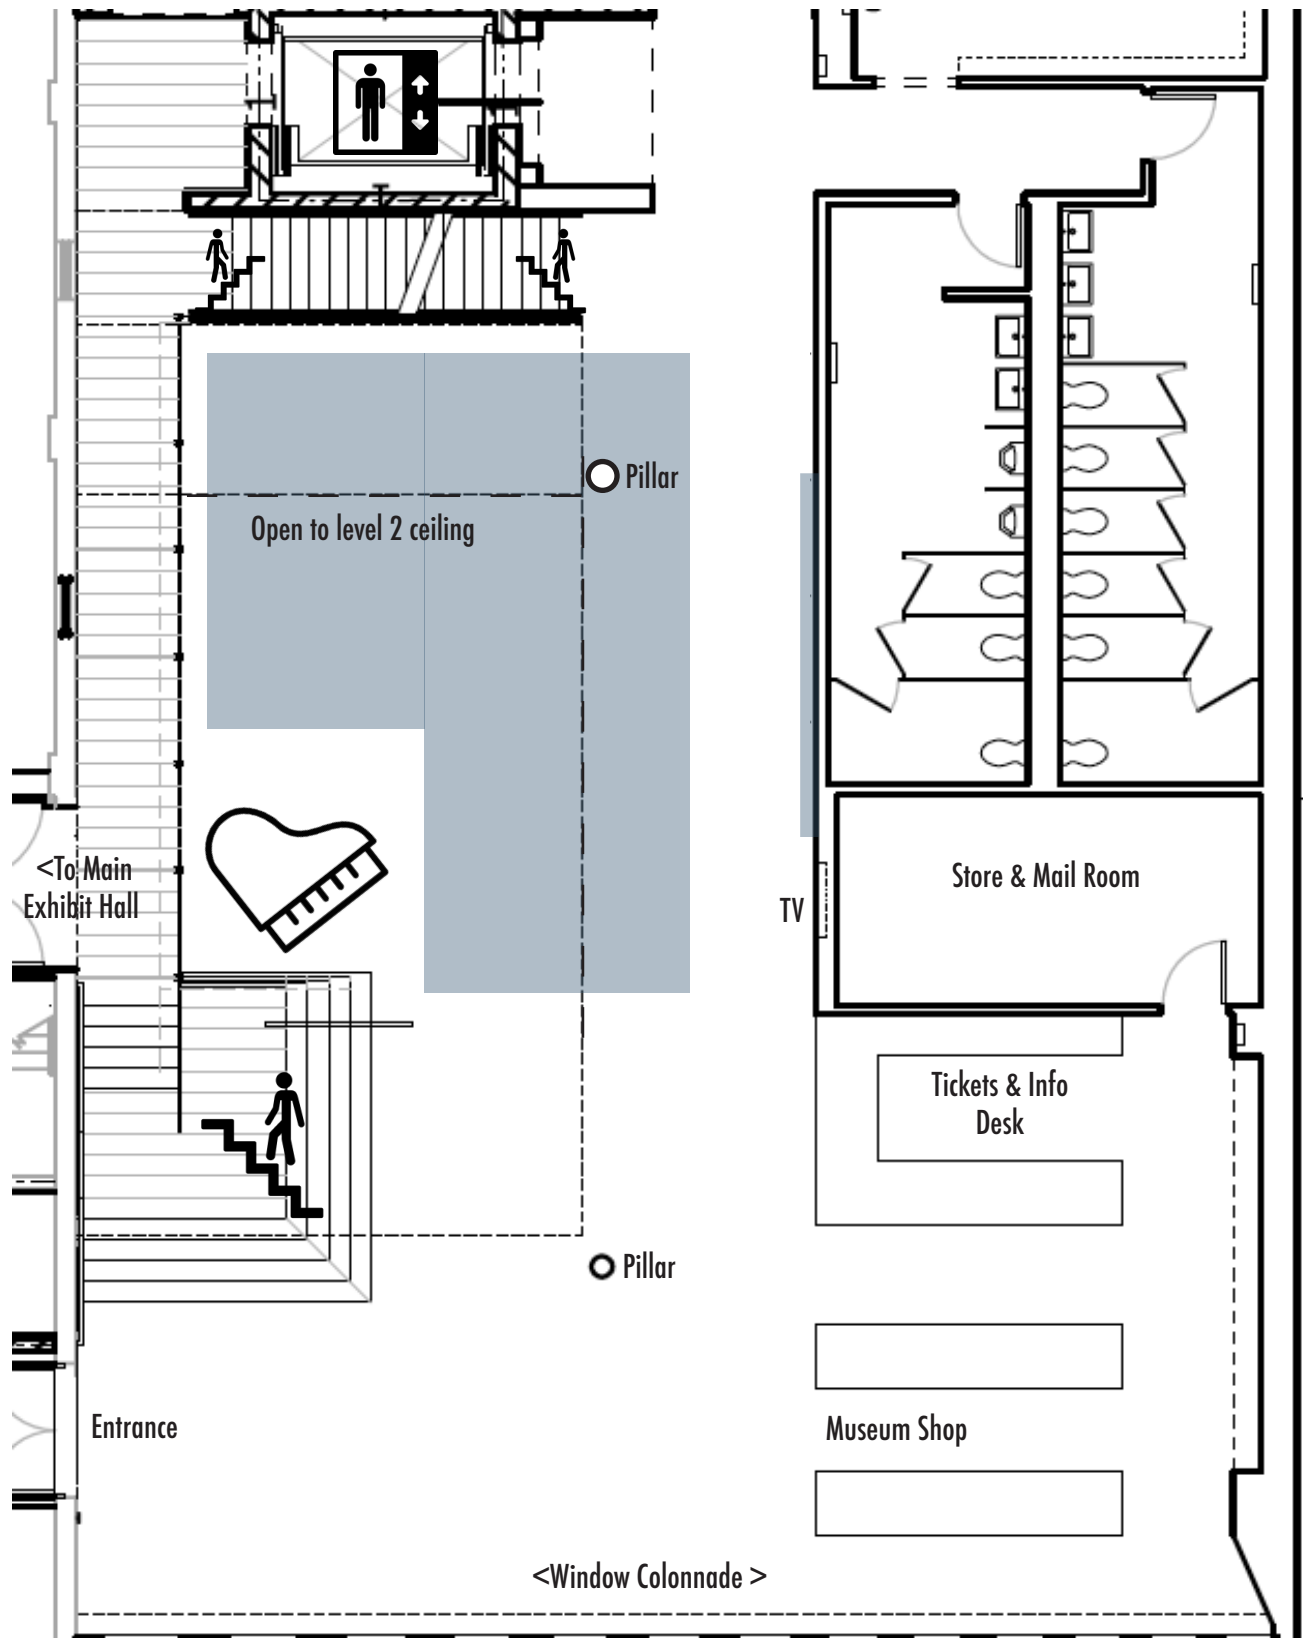 Pillar
Open to level 2 ceiling
<To Main
Exhibit Hall
Store & Mail Room
TV
Tickets & Info
Desk
Pillar
Entrance
Museum Shop
<Window Colonnade >